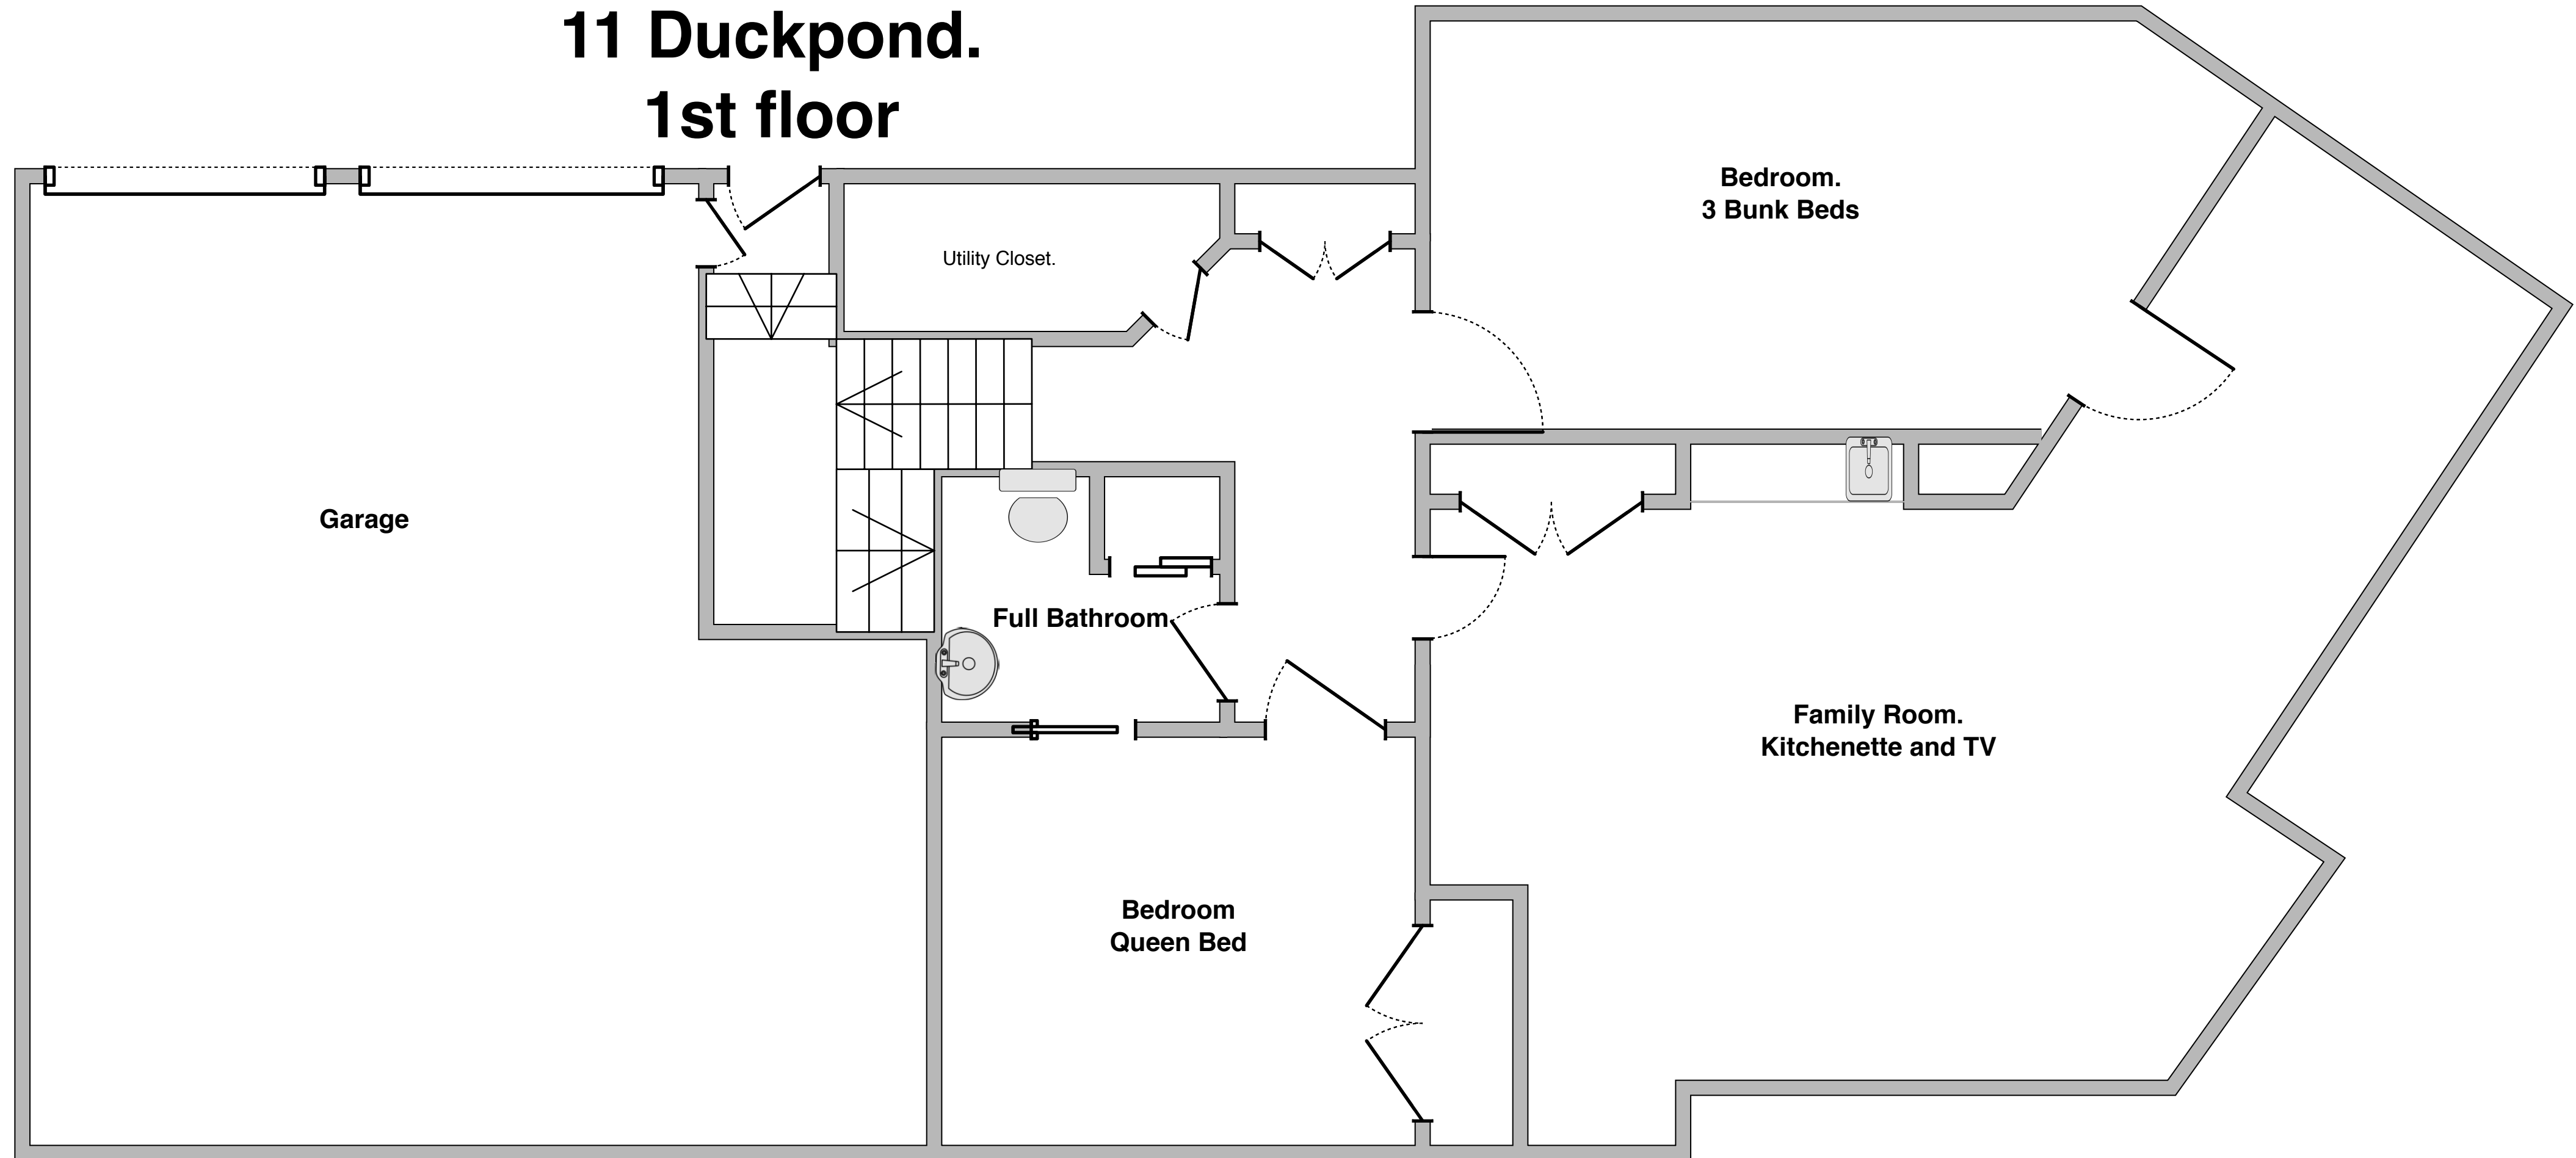 11 Duckpond.
1st floor
Bedroom.
3 Bunk Beds
Utility Closet.
Garage
Full Bathroom
Family Room.
Kitchenette and TV
Bedroom
Queen Bed